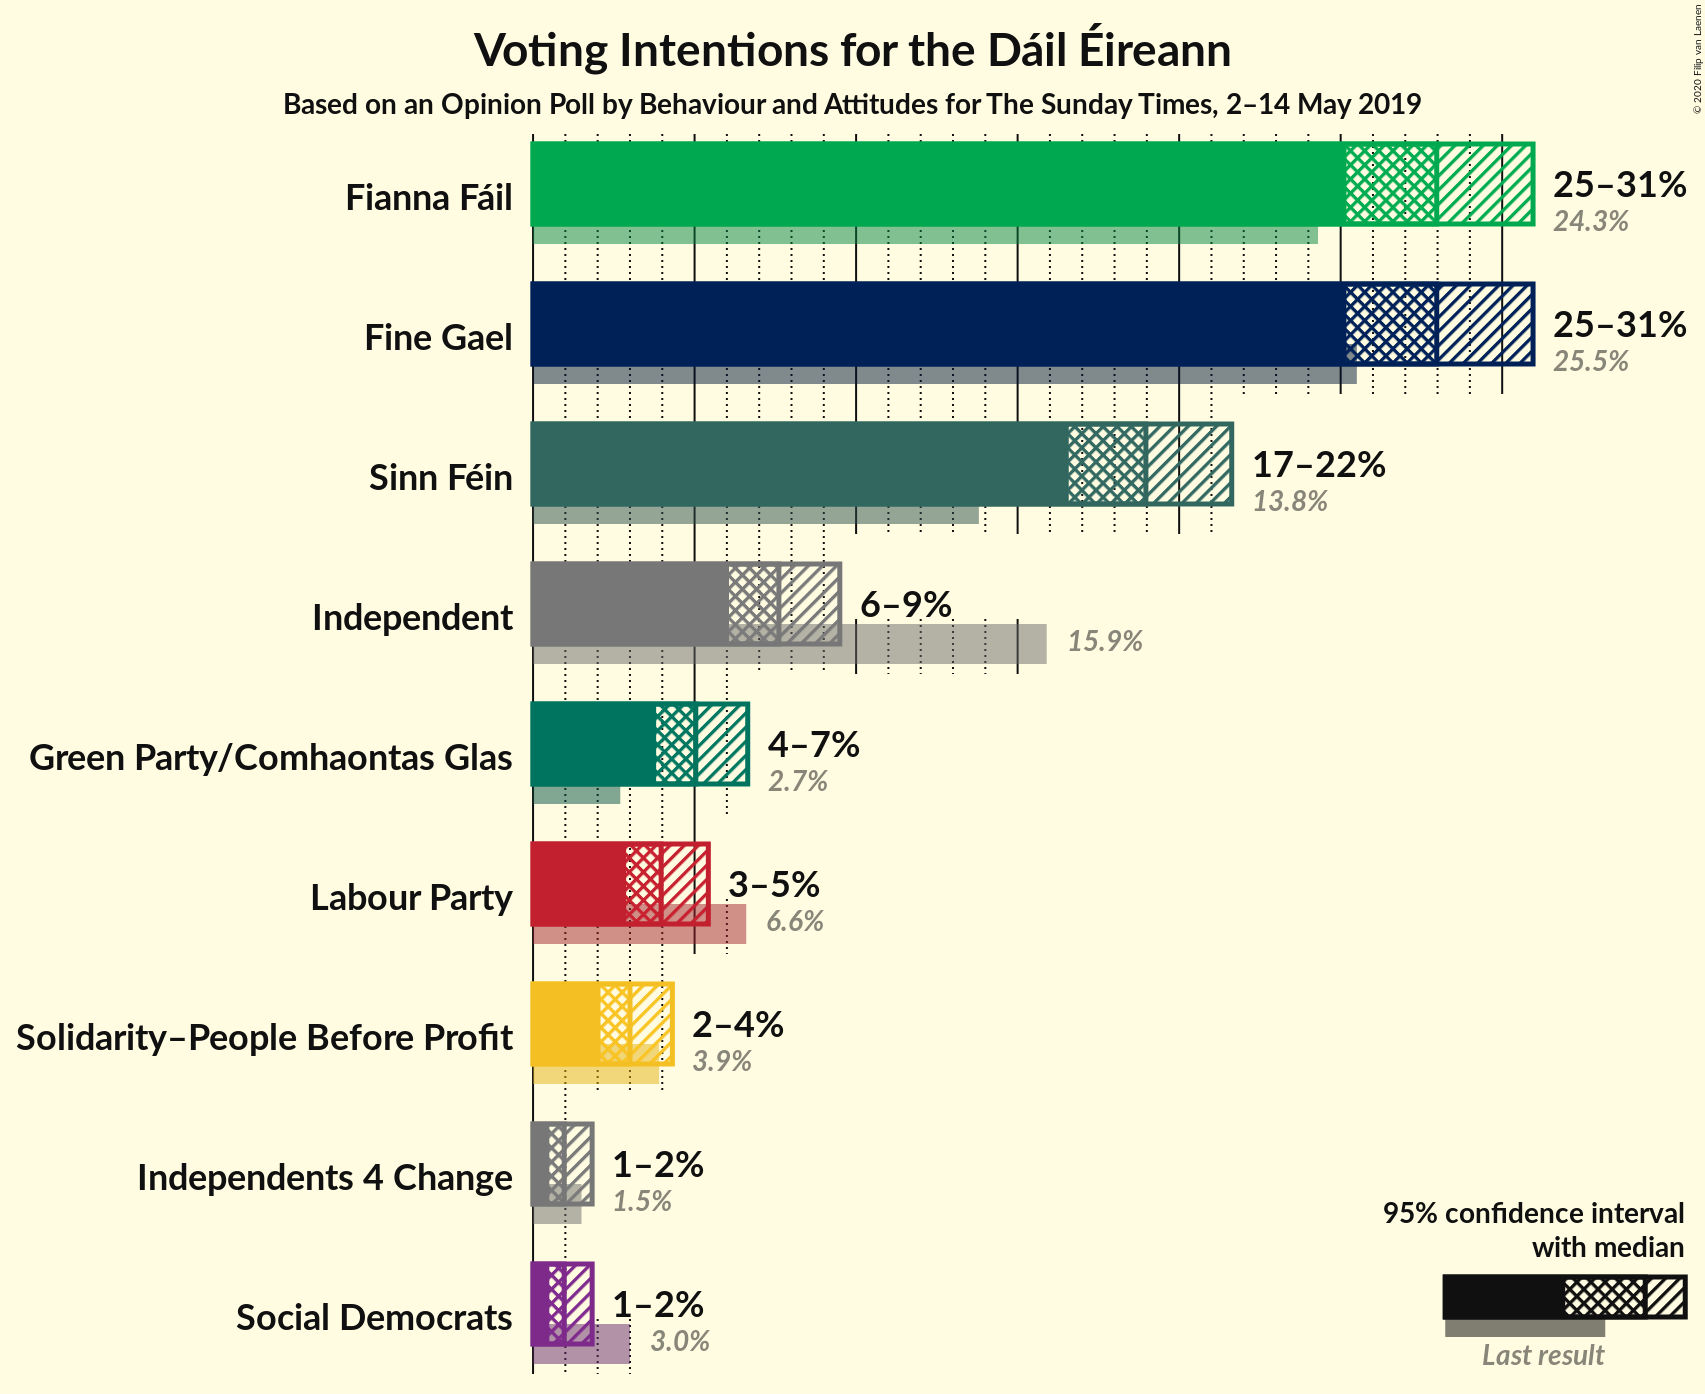 Voting Intentions for the Dáil Éireann
Based on an Opinion Poll by Behaviour and Attitudes for The Sunday Times, 2–14 May 2019
© 2020 Filip van Laenen
Fianna Fáil
25–31%
24.3%
Fine Gael
25–31%
25.5%
Sinn Féin
17–22%
13.8%
Independent
6–9%
15.9%
Green Party/Comhaontas Glas
4–7%
2.7%
Labour Party
3–5%
6.6%
Solidarity–People Before Profit
2–4%
3.9%
Independents 4 Change
1–2%
1.5%
Social Democrats
1–2%
3.0%
95% confidence interval
with median
Last result